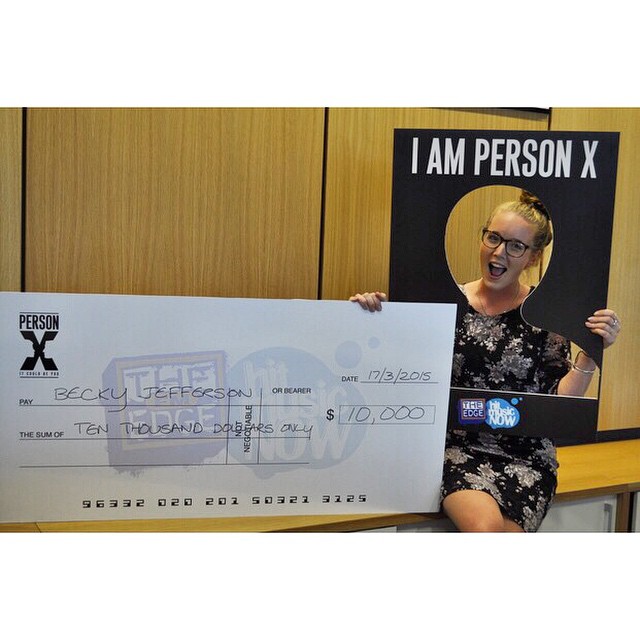 I AM PERSON X
PERSON
X
IT COULD BE YOU
DATE 17/3/2015
PAY BECKY JEFFERSON OR BEARER
THE SUM OF TEN THOUSAND DOLLARS ONLY
$ 10,000
NOT NEGOTIABLE
THE EDGE
hit music NOW
96332 020 201 50321 3125
THE EDGE
hit music NOW